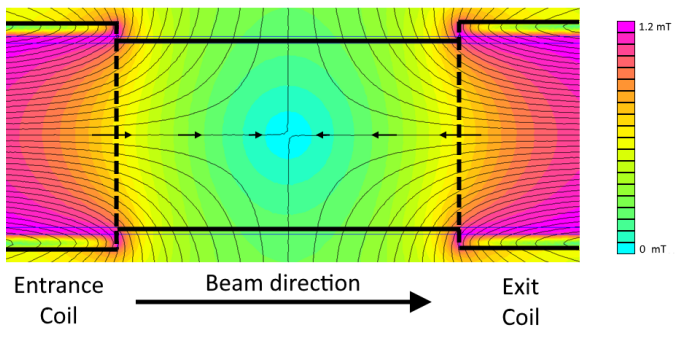 1.2 mT
0 mT
Entrance
Coil
Beam direction
Exit
Coil